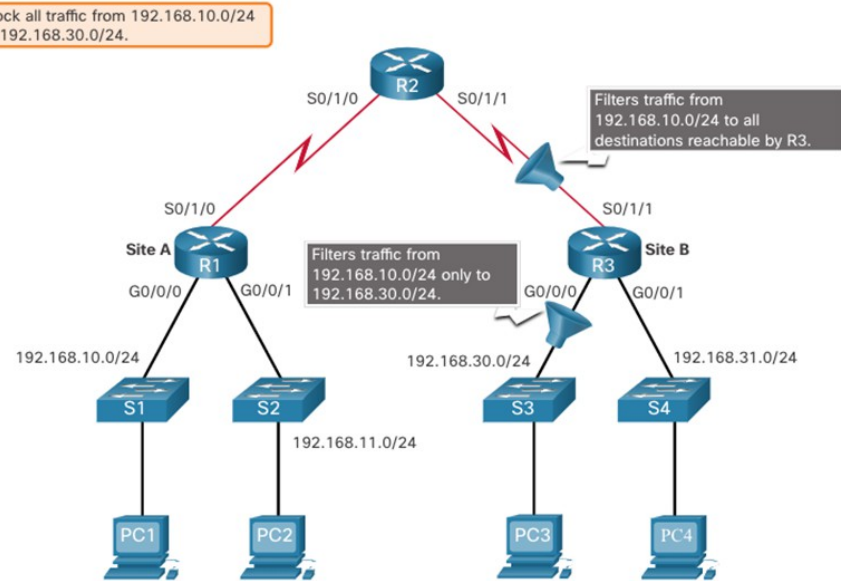 ock all traffic from 192.168.10.0/24
192.168.30.0/24.
R2
S0/1/0
S0/1/1
Filters traffic from
192.168.10.0/24 to all
destinations reachable by R3.
S0/1/0
S0/1/1
Site A
R1
Filters traffic from
192.168.10.0/24 only to
192.168.30.0/24.
R3
Site B
G0/0/0
G0/0/1
G0/0/0
G0/0/1
192.168.10.0/24
192.168.30.0/24
192.168.31.0/24
S1
S2
S3
S4
192.168.11.0/24
PC1
PC2
PC3
PC4